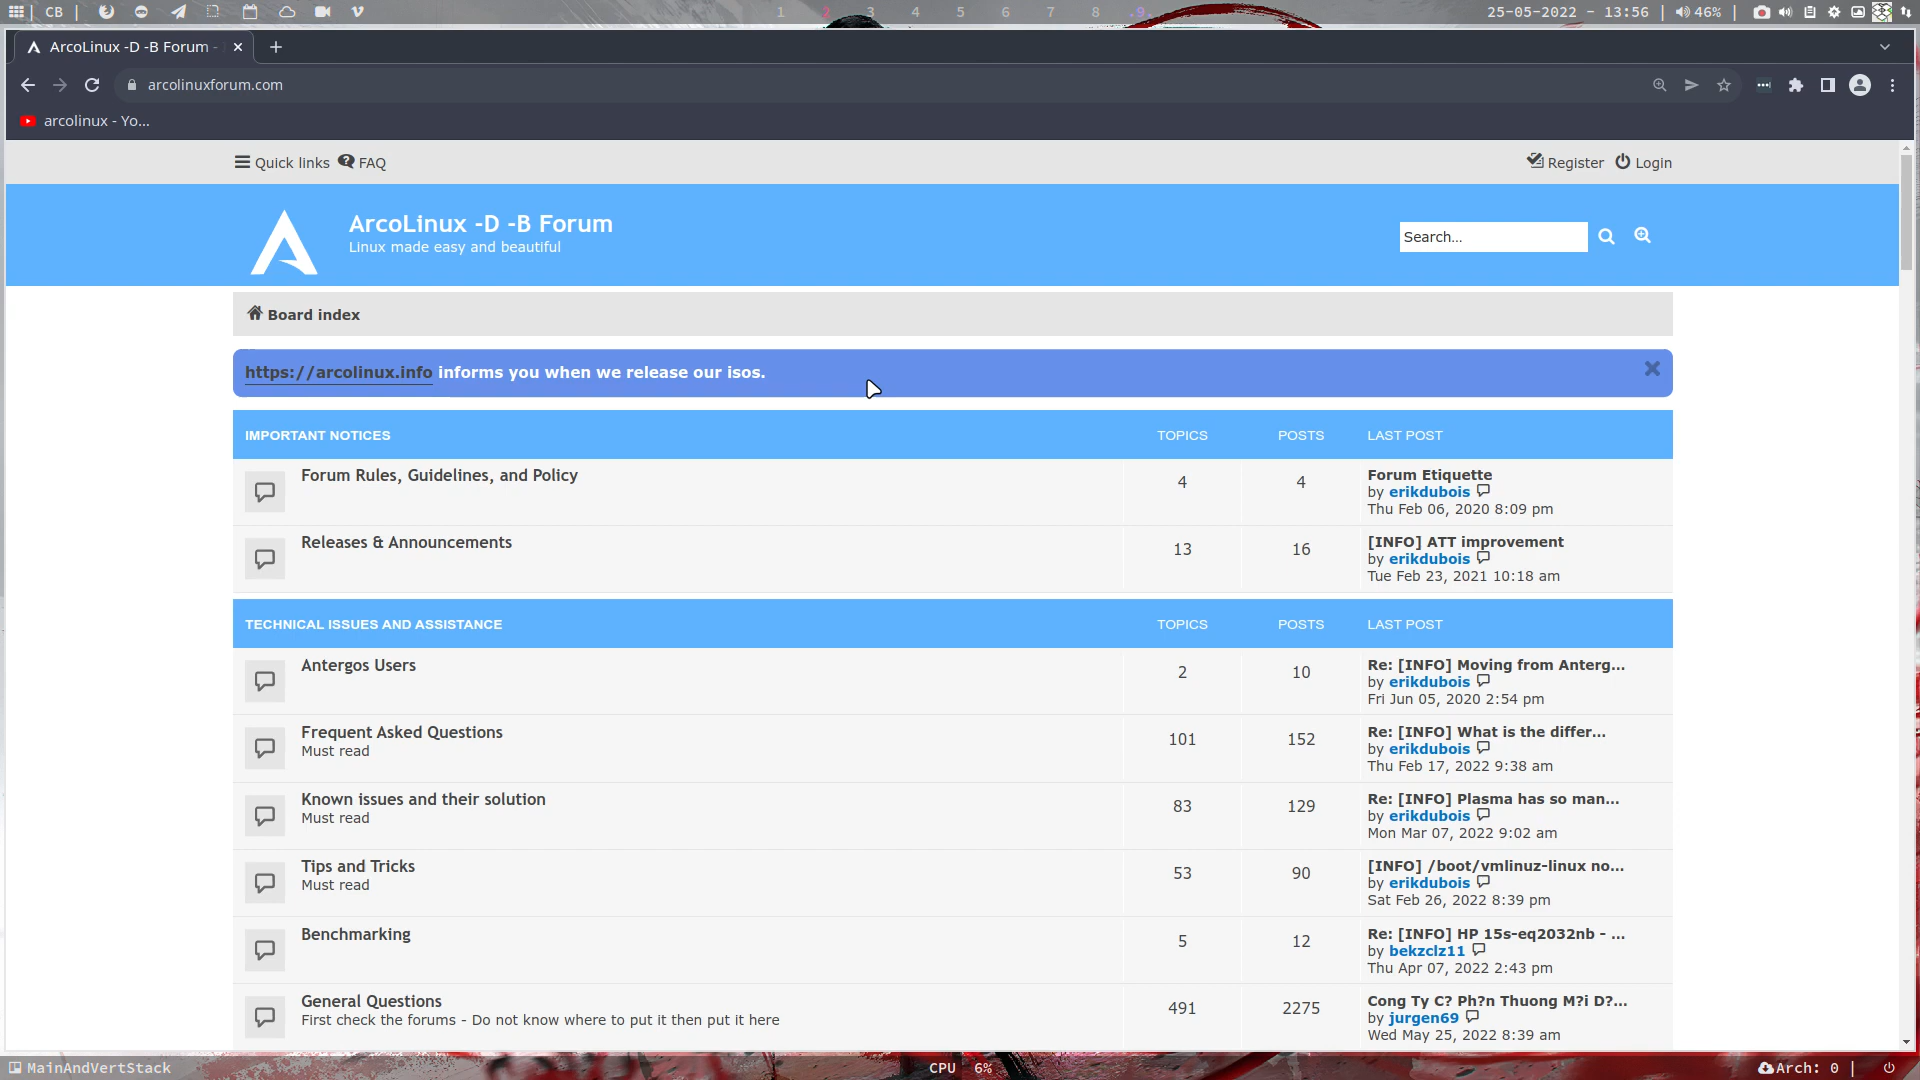 CB
1 2 3 4 5 6 7 8 9
25-05-2022 - 13:56 | 46% |
ArcoLinux -D -B Forum -
arcolinuxforum.com
arcolinux - Yo...
Quick links FAQ
Register Login
ArcoLinux -D -B Forum
Linux made easy and beautiful
Search...
Board index
https://arcolinux.info informs you when we release our isos.
IMPORTANT NOTICES TOPICS POSTS LAST POST
Forum Rules, Guidelines, and Policy 4 4 Forum Etiquette
by erikdubois
Thu Feb 06, 2020 8:09 pm
Releases & Announcements 13 16 [INFO] ATT improvement
by erikdubois
Tue Feb 23, 2021 10:18 am
TECHNICAL ISSUES AND ASSISTANCE TOPICS POSTS LAST POST
Antergos Users 2 10 Re: [INFO] Moving from Anterg...
by erikdubois
Fri Jun 05, 2020 2:54 pm
Frequent Asked Questions 101 152 Re: [INFO] What is the differ...
Must read by erikdubois
Thu Feb 17, 2022 9:38 am
Known issues and their solution 83 129 Re: [INFO] Plasma has so man...
Must read by erikdubois
Mon Mar 07, 2022 9:02 am
Tips and Tricks 53 90 [INFO] /boot/vmlinuz-linux no...
Must read by erikdubois
Sat Feb 26, 2022 8:39 pm
Benchmarking 5 12 Re: [INFO] HP 15s-eq2032nb - ...
by bekzclz11
Thu Apr 07, 2022 2:43 pm
General Questions 491 2275 Cong Ty C? Ph?n Thuong M?i D?...
First check the forums - Do not know where to put it then put it here by jurgen69
Wed May 25, 2022 8:39 am
MainAndVertStack CPU 6% Arch: 0 |